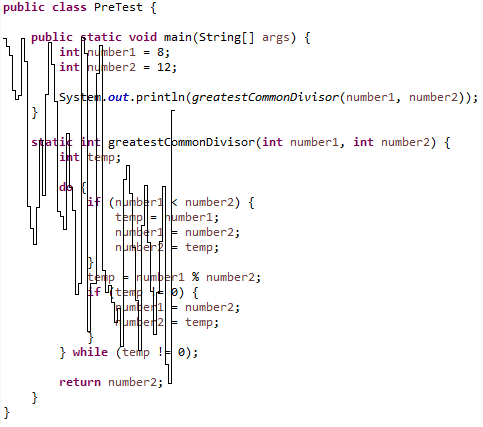 public class PreTest {
public static void main(String[] args) {
int number1 = 8;
int number2 = 12;
System.out.println(greatestCommonDivisor(number1, number2));
}
static int greatestCommonDivisor(int number1, int number2) {
int temp;
do {
if (number1 < number2) {
temp = number1;
number1 = number2;
number2 = temp;
}
temp = number1 % number2;
if (temp != 0) {
number1 = number2;
number2 = temp;
}
} while (temp != 0);
return number2;
}
}